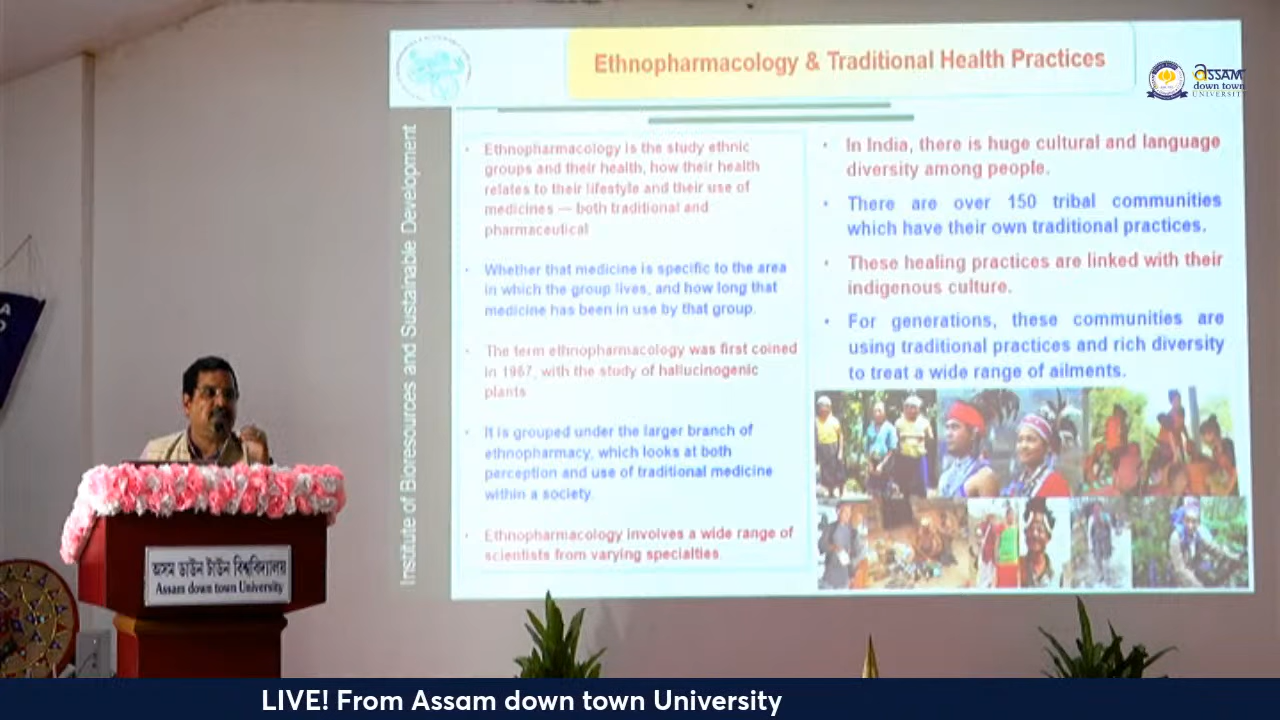 Ethnopharmacology & Traditional Health Practices
ASSAM
down town
UNIVERSITY
Institute of Bioresources and Sustainable Development
• Ethnopharmacology is the study ethnic
groups and their health, how their health
relates to their lifestyle and their use of
medicines — both traditional and
pharmaceutical
• Whether that medicine is specific to the area
in which the group lives, and how long that
medicine has been in use by that group.
• The term ethnopharmacology was first coined
in 1967, with the study of hallucinogenic
plants
• It is grouped under the larger branch of
ethnopharmacy, which looks at both
perception and use of traditional medicine
within a society.
• Ethnopharmacology involves a wide range of
scientists from varying specialties.
• In India, there is huge cultural and language
diversity among people.
• There are over 150 tribal communities
which have their own traditional practices.
• These healing practices are linked with their
indigenous culture.
• For generations, these communities are
using traditional practices and rich diversity
to treat a wide range of ailments.
অসম ডাউন টাউন বিশ্ববিদ্যালয়
Assam down town University
LIVE! From Assam down town University